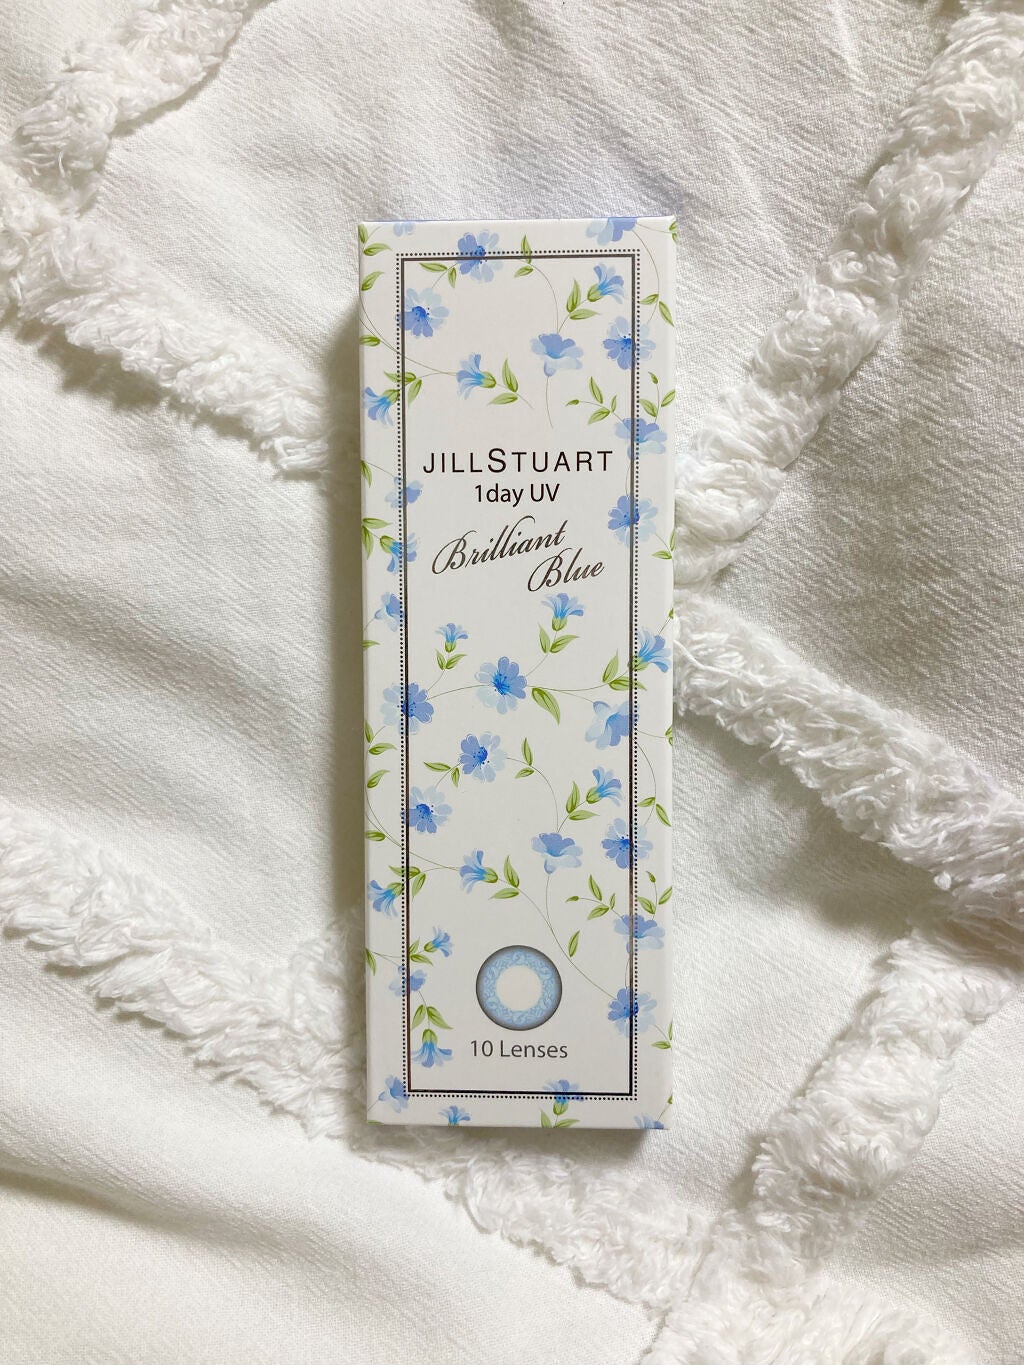 JILLSTUART
1day UV
Brilliant
Blue
10 Lenses